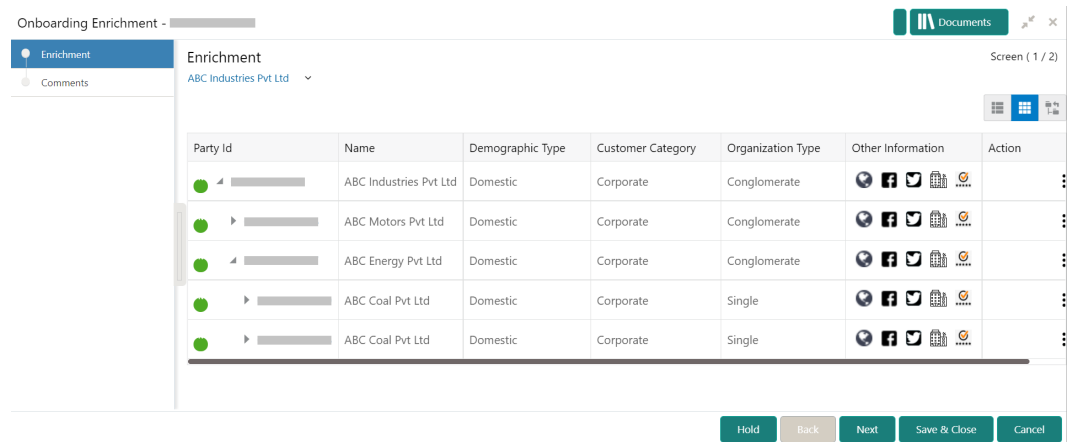 Onboarding Enrichment -
Documents
Enrichment
Comments
Enrichment
Screen ( 1 / 2)
ABC Industries Pvt Ltd
Party Id Name Demographic Type Customer Category Organization Type Other Information Action
ABC Industries Pvt Ltd Domestic Corporate Conglomerate
ABC Motors Pvt Ltd Domestic Corporate Conglomerate
ABC Energy Pvt Ltd Domestic Corporate Conglomerate
ABC Coal Pvt Ltd Domestic Corporate Single
ABC Coal Pvt Ltd Domestic Corporate Single
Hold Back Next Save & Close Cancel